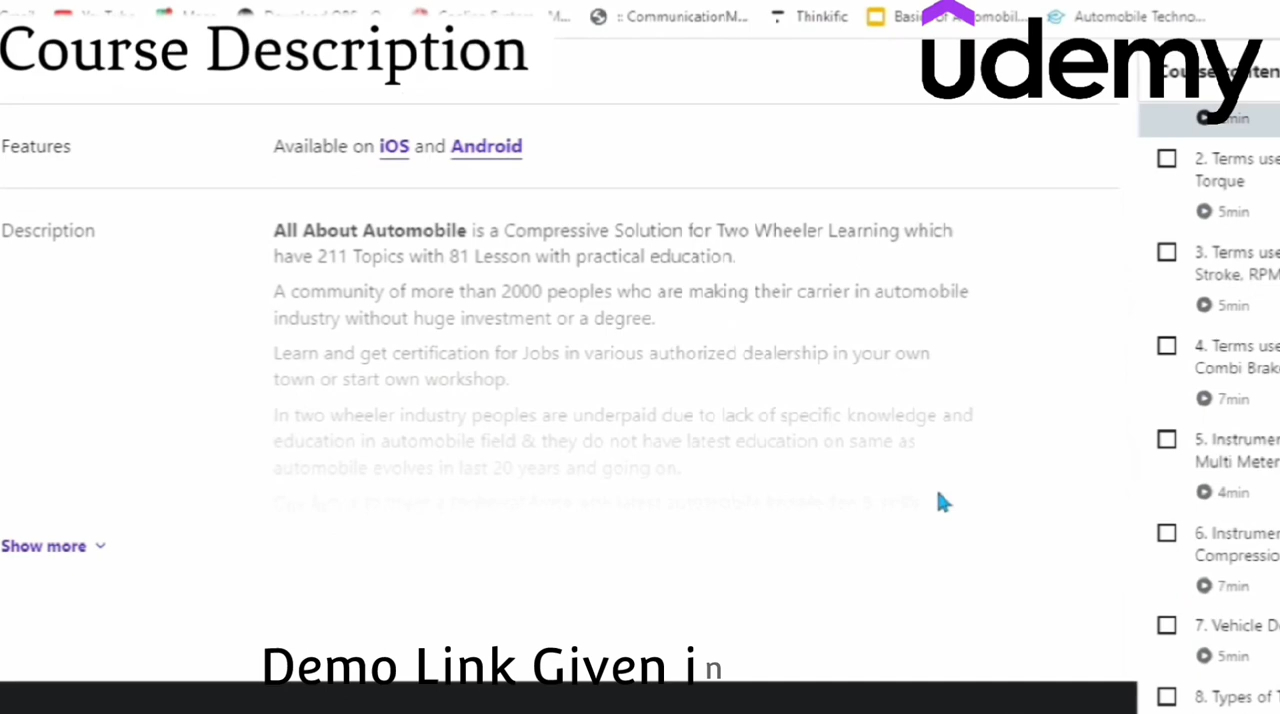 :: CommunicationM...
Thinkific
Automobile Techno...
Course Description
udemy
Features
Available on iOS and Android
Description
All About Automobile is a Compressive Solution for Two Wheeler Learning which
have 211 Topics with 81 Lesson with practical education.
A community of more than 2000 peoples who are making their carrier in automobile
industry without huge investment or a degree.
Learn and get certification for Jobs in various authorized dealership in your own
town or start own workshop.
In two wheeler industry peoples are underpaid due to lack of specific knowledge and
education in automobile field & they do not have latest education on same as
automobile evolves in last 20 years and going on.
Show more
Demo Link Given in
2. Terms use
Torque
5min
3. Terms use
Stroke, RPM
5min
4. Terms use
Combi Brak
7min
5. Instrumer
Multi Meter
4min
6. Instrumer
Compressio
7min
7. Vehicle D
5min
8. Types of T